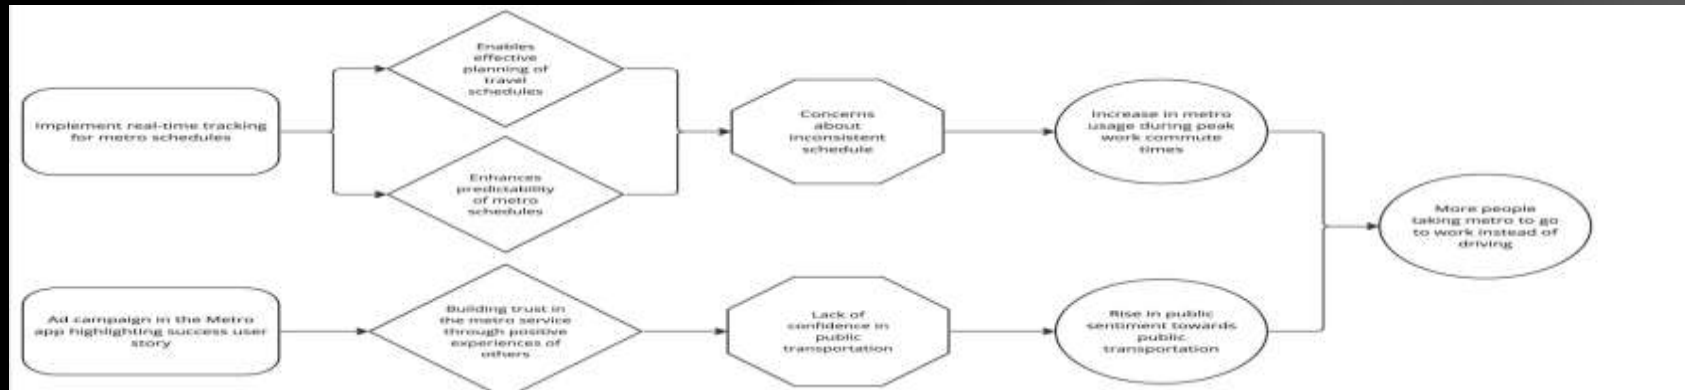 Enables
effective
planning of
travel
schedules
Implement real-time tracking
for metro schedules
Concerns
about
inconsistent
schedule
Increase in metro
usage during peak
work commute
times
Enhances
predictability
of metro
schedules
More people
taking metro to go
to work instead of
driving
Ad campaign in the Metro
app highlighting success user
story
Building trust in
the metro service
through positive
experiences of
others
Lack of
confidence in
public
transportation
Rise in public
sentiment towards
public
transportation